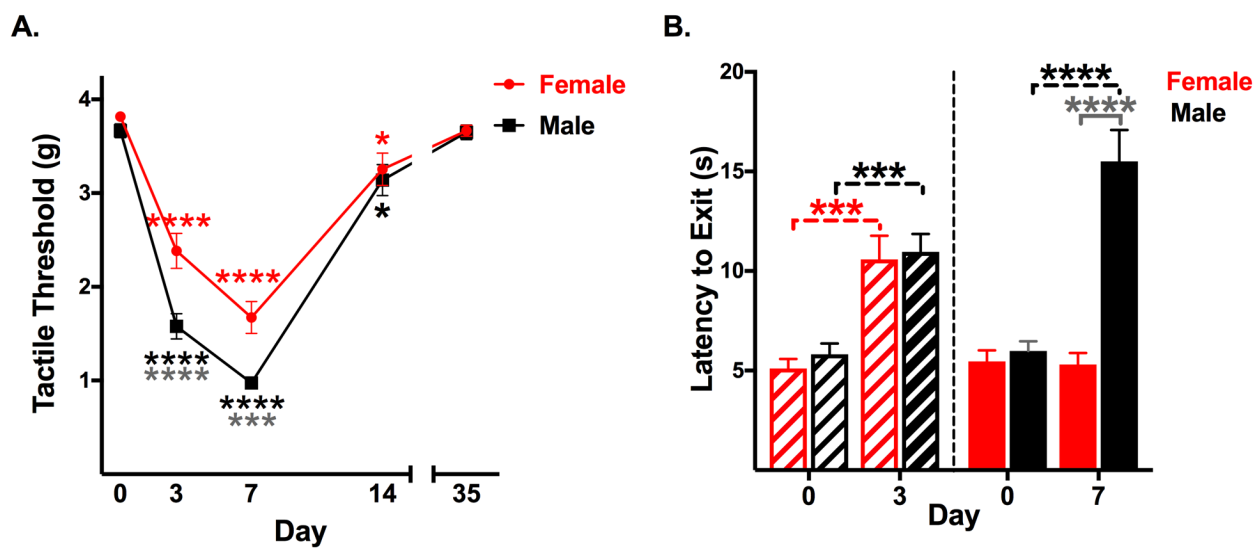 A.
Tactile Threshold (g)
4
3
2
1
****
****
*
****
****
*
****
***
Female
Male
0 3 7 14 35
Day
B.
Latency to Exit (s)
20
15
10
5
***
***
****
****
Female
Male
0 3 0 7
Day